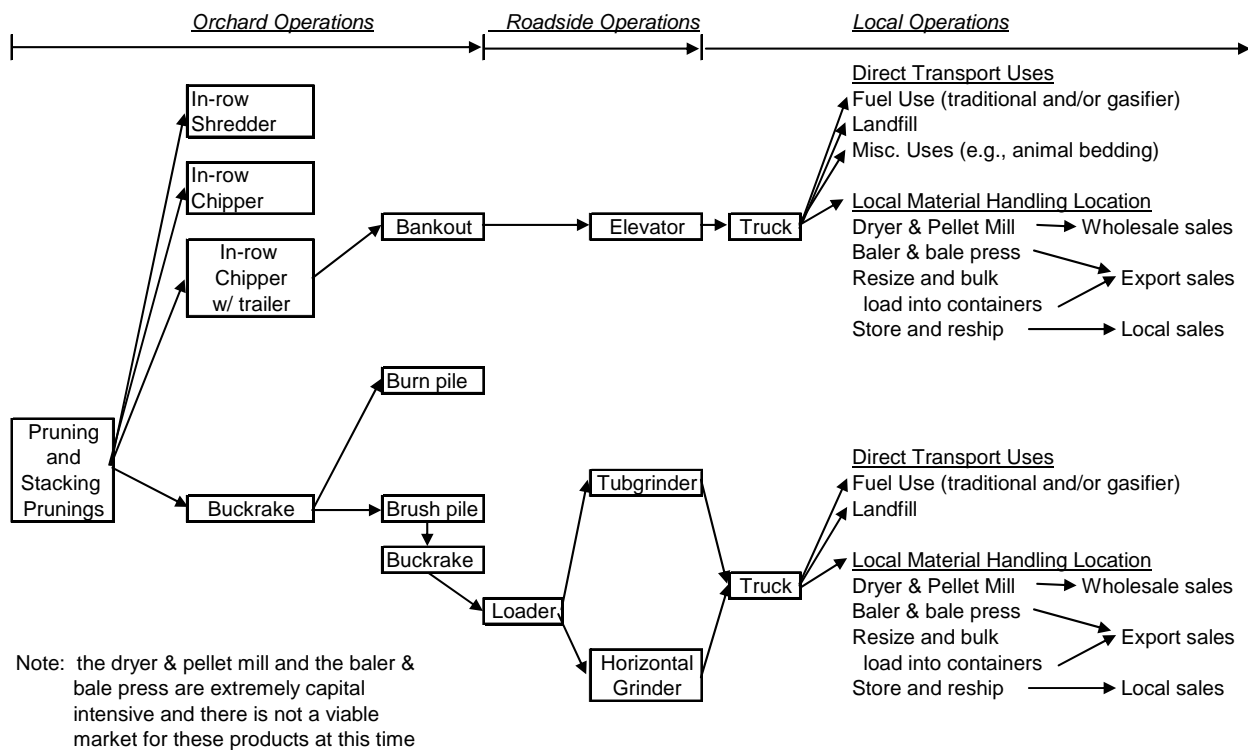 Orchard Operations
Roadside Operations
Local Operations
In-row
Shredder
In-row
Chipper
In-row
Chipper
w/ trailer
Bankout
Elevator
Truck
Direct Transport Uses
Fuel Use (traditional and/or gasifier)
Landfill
Misc. Uses (e.g., animal bedding)
Local Material Handling Location
Dryer & Pellet Mill
Wholesale sales
Baler & bale press
Resize and bulk
load into containers
Export sales
Store and reship
Local sales
Pruning
and
Stacking
Prunings
Burn pile
Buckrake
Brush pile
Buckrake
Loader
Tubgrinder
Horizontal
Grinder
Truck
Direct Transport Uses
Fuel Use (traditional and/or gasifier)
Landfill
Local Material Handling Location
Dryer & Pellet Mill
Wholesale sales
Baler & bale press
Resize and bulk
load into containers
Export sales
Store and reship
Local sales
Note: the dryer & pellet mill and the baler &
bale press are extremely capital
intensive and there is not a viable
market for these products at this time